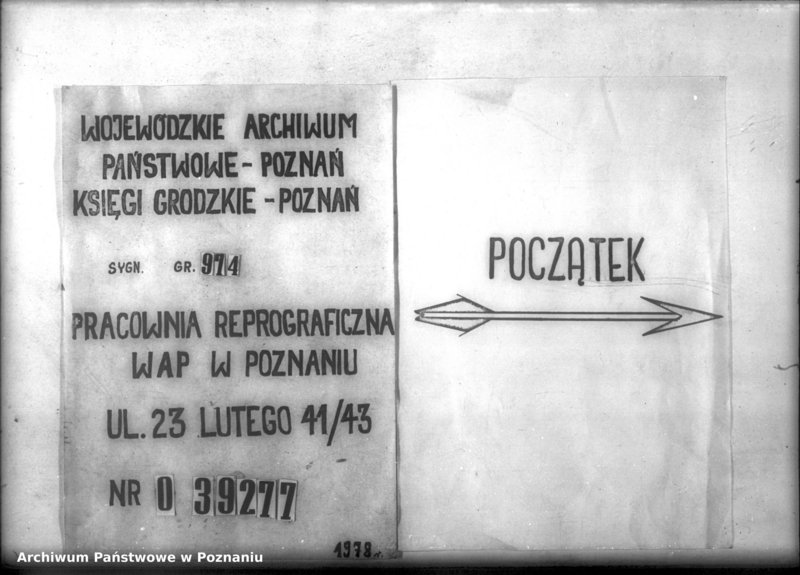 WOJEWÓDZKIE ARCHIWUM
PAŃSTWOWE - POZNAŃ
KSIĘGI GRODZKIE - POZNAŃ
SYGN. GR. 974
PRACOWNIA REPROGRAFICZNA
WAP W POZNANIU
UL. 23 LUTEGO 41/43
NR 0 39277
1978 r.
POCZĄTEK
Archiwum Państwowe w Poznaniu